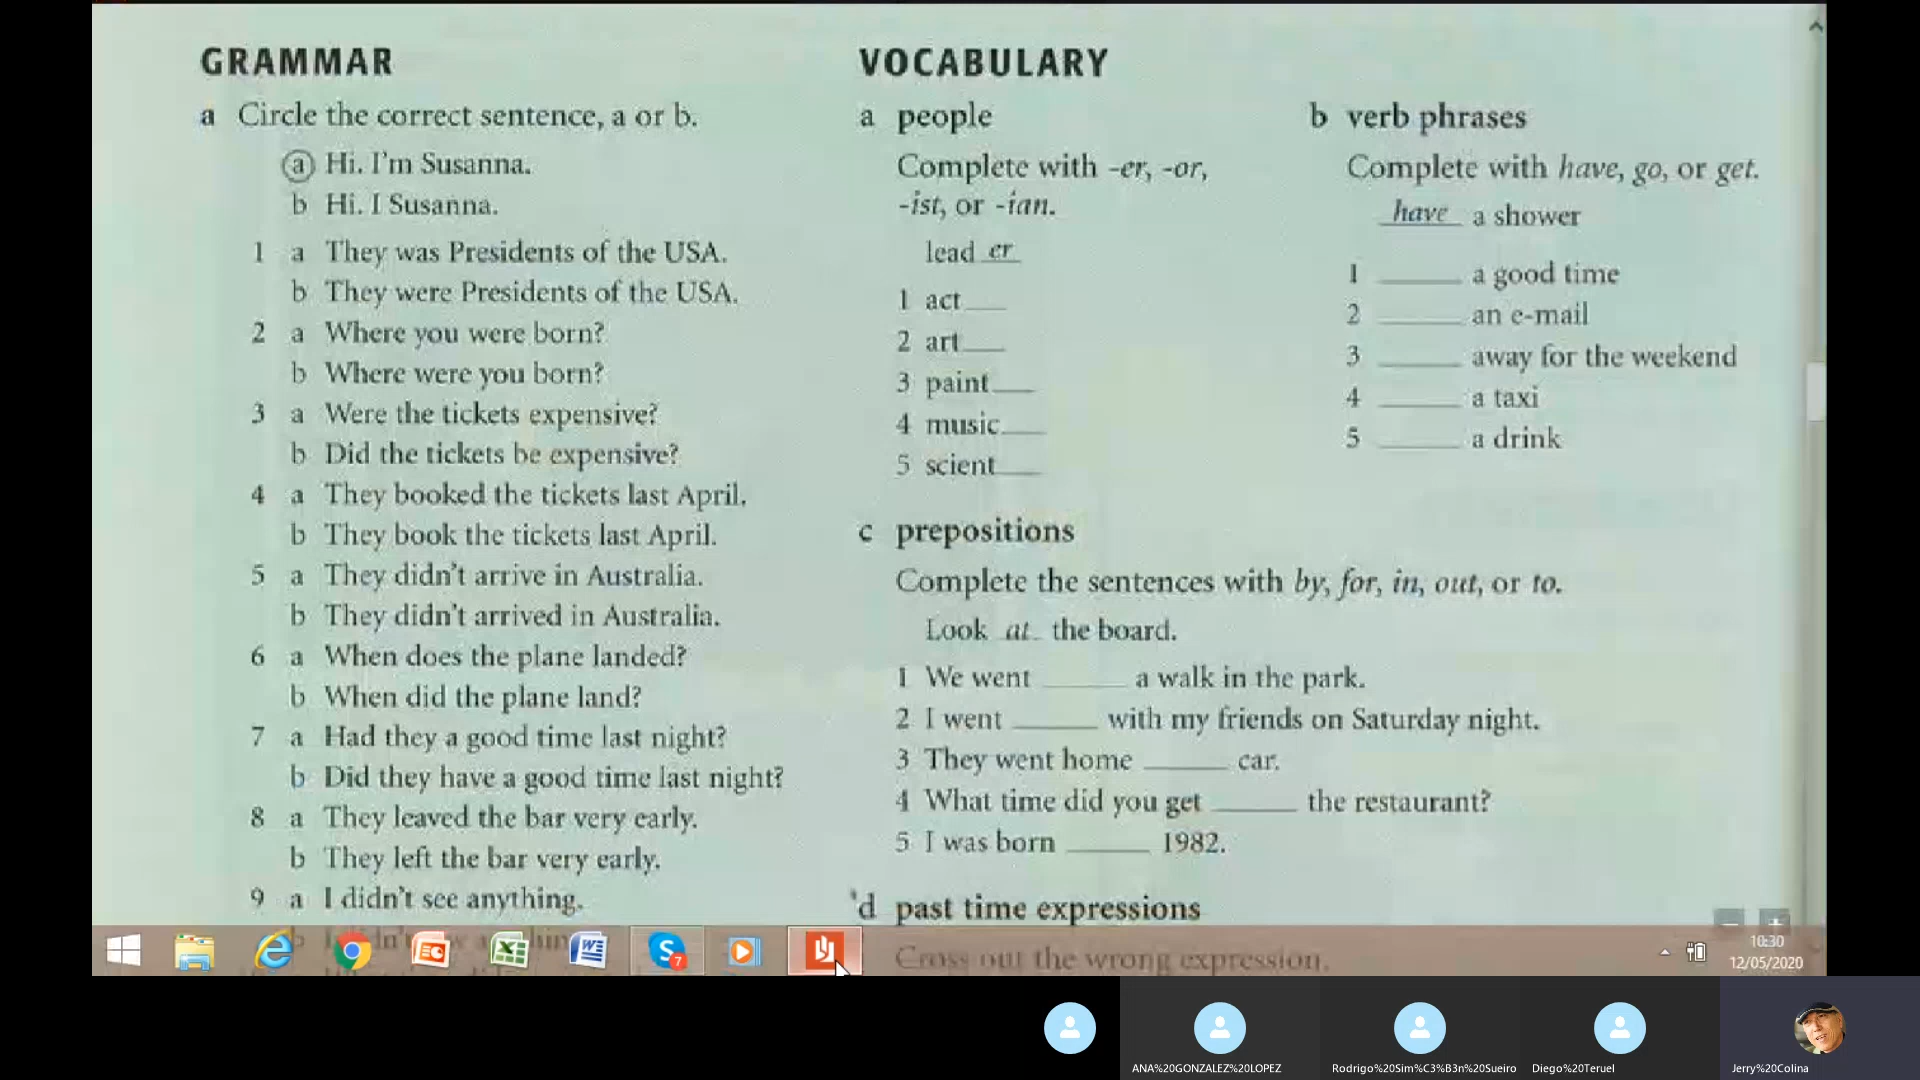 GRAMMAR
a Circle the correct sentence, a or b.
a Hi. I'm Susanna.
b Hi. I Susanna.
1 a They was Presidents of the USA.
b They were Presidents of the USA.
2 a Where you were born?
b Where were you born?
3 a Were the tickets expensive?
b Did the tickets be expensive?
4 a They booked the tickets last April.
b They book the tickets last April.
5 a They didn't arrive in Australia.
b They didn't arrived in Australia.
6 a When does the plane landed?
b When did the plane land?
7 a Had they a good time last night?
b Did they have a good time last night?
8 a They leaved the bar very early.
b They left the bar very early.
9 a I didn't see anything.
VOCABULARY
a people
Complete with -er, -or,
-ist, or -ian.
lead er
1 act
2 art
3 paint
4 music
5 scient
b verb phrases
Complete with have, go, or get.
have a shower
1 a good time
2 an e-mail
3 away for the weekend
4 a taxi
5 a drink
c prepositions
Complete the sentences with by, for, in, out, or to.
Look at the board.
1 We went a walk in the park.
2 I went with my friends on Saturday night.
3 They went home car.
4 What time did you get the restaurant?
5 I was born 1982.
d past time expressions
Cross out the wrong expression.
7
10:30
12/05/2020
ANA%20GONZALEZ%20LOPEZ
Rodrigo%20Sim%C3%B3n%20Sueiro
Diego%20Teruel
Jerry%20Colina